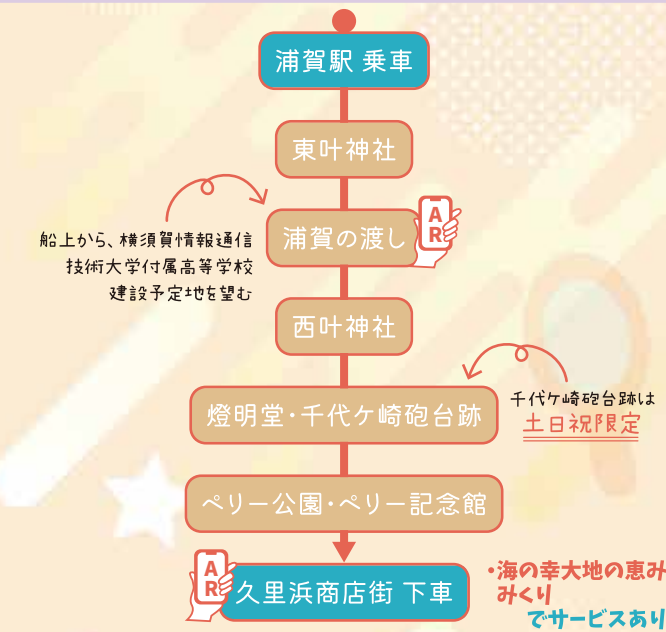 浦賀駅 乗車
東叶神社
浦賀の渡し
AR
船上から、横須賀情報通信
技術大学付属高等学校
建設予定地を望む
西叶神社
燈明堂・千代ケ崎砲台跡
千代ケ崎砲台跡は
土日祝限定
ペリー公園・ペリー記念館
AR
久里浜商店街 下車
・海の幸大地の恵み
みくり
でサービスあり